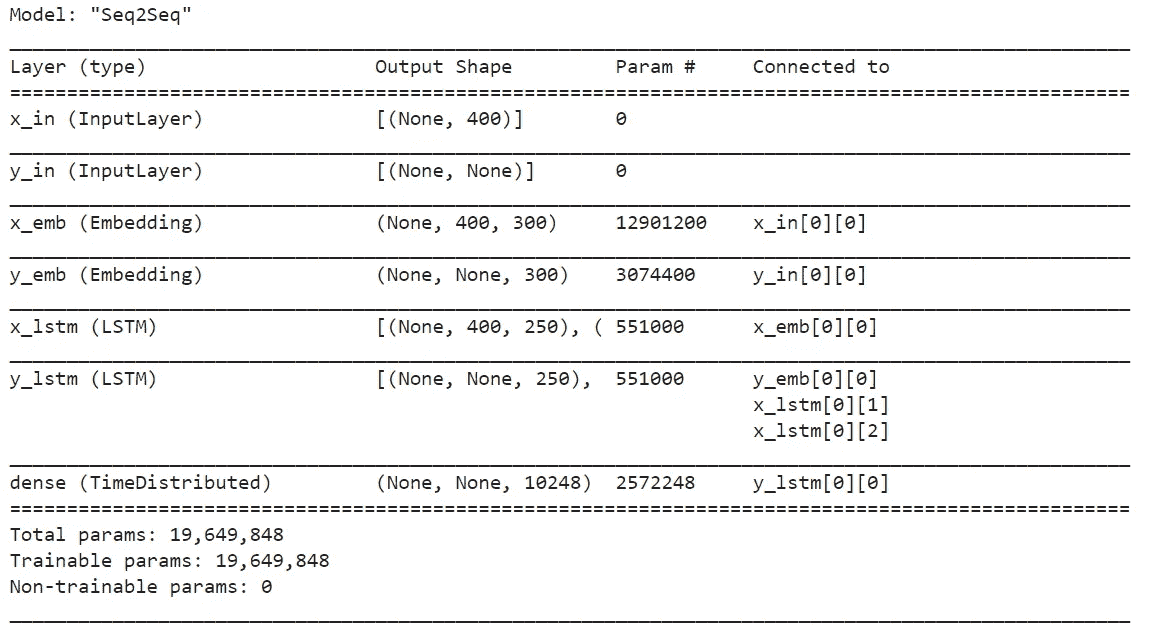 Model: "Seq2Seq"
Layer (type) Output Shape Param # Connected to
x_in (InputLayer) [(None, 400)] 0
y_in (InputLayer) [(None, None)] 0
x_emb (Embedding) (None, 400, 300) 12901200 x_in[0][0]
y_emb (Embedding) (None, None, 300) 3074400 y_in[0][0]
x_lstm (LSTM) [(None, 400, 250), ( 551000 x_emb[0][0]
y_lstm (LSTM) [(None, None, 250), 551000 y_emb[0][0]
x_lstm[0][1]
x_lstm[0][2]
dense (TimeDistributed) (None, None, 10248) 2572248 y_lstm[0][0]
Total params: 19,649,848
Trainable params: 19,649,848
Non-trainable params: 0